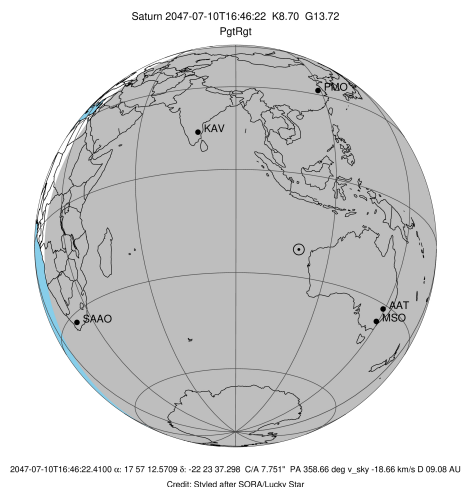 Saturn 2047-07-10T16:46:22 K8.70 G13.72
PgtRgt
PMO
KAV
AAT
MSO
SAAO
2047-07-10T16:46:22.4100 α: 17 57 12.5709 δ: -22 23 37.298 C/A 7.751" PA 358.66 deg v_sky -18.66 km/s D 09.08 AU
Credit: Styled after SORA/Lucky Star